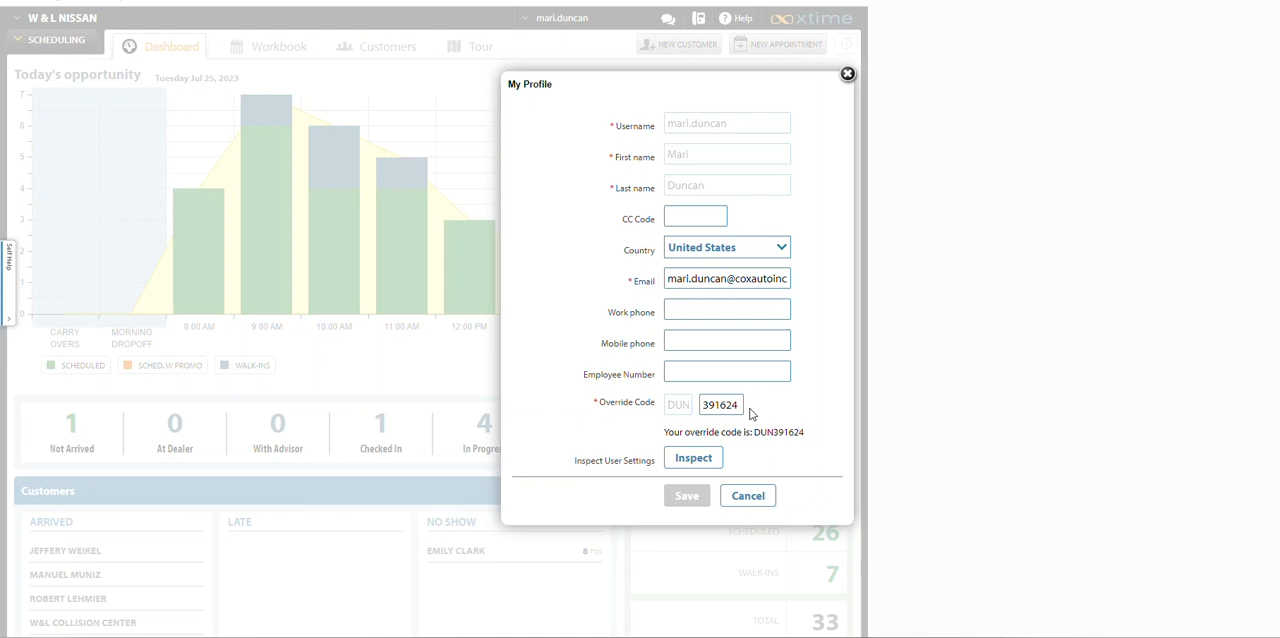 W & L NISSAN
mari.duncan
Help
xtime
SCHEDULING
Dashboard
Workbook
Customers
Tour
NEW CUSTOMER
NEW APPOINTMENT
Today's opportunity
Tuesday Jul 25, 2023
7
6
5
4
3
2
1
0
CARRY OVERS
MORNING DROPOFF
8:00 AM
9:00 AM
10:00 AM
11:00 AM
12:00 PM
SCHEDULED
SCHED. W PROMO
WALK-INS
Self Help
1
Not Arrived
0
At Dealer
0
With Advisor
1
Checked In
4
In Progres
Customers
ARRIVED
JEFFERY WEIKEL
MANUEL MUNIZ
ROBERT LEHMIER
W&L COLLISION CENTER
LATE
NO SHOW
EMILY CLARK 8 Hrs
SCHEDULED 26
WALK-INS 7
TOTAL 33
My Profile
* Username mari.duncan
* First name Mari
* Last name Duncan
CC Code
Country United States
* Email mari.duncan@coxautoinc
Work phone
Mobile phone
Employee Number
* Override Code DUN 391624
Your override code is: DUN391624
Inspect User Settings Inspect
Save Cancel